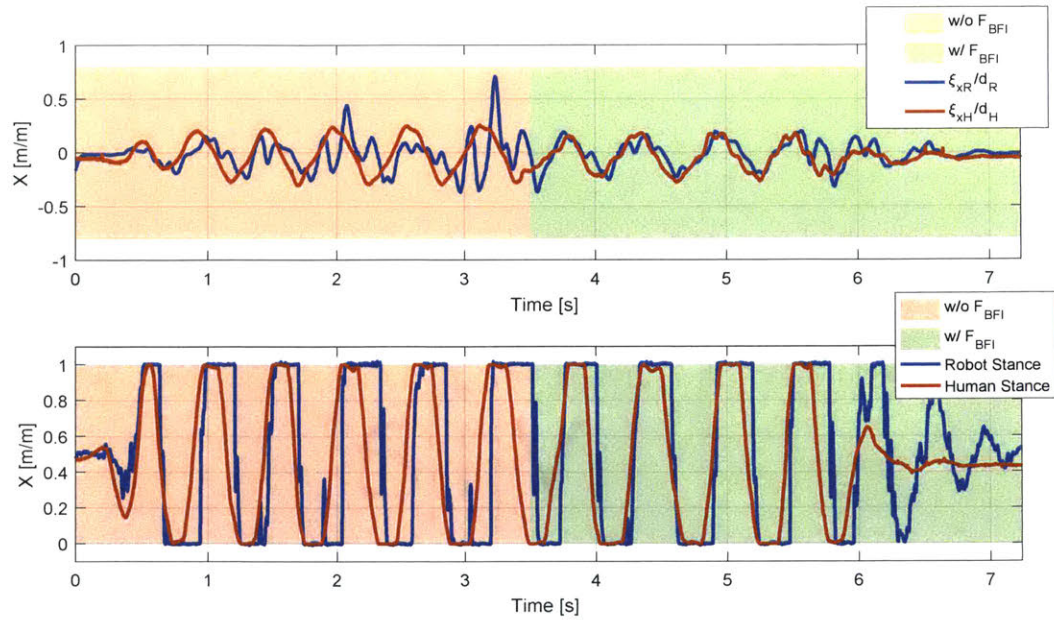 w/o F_BFI
w/ F_BFI
ξ_xR/d_R
ξ_xH/d_H
1
0.5
0
-0.5
-1
X [m/m]
0 1 2 3 4 5 6 7
Time [s]
w/o F_BFI
w/ F_BFI
Robot Stance
Human Stance
1
0.8
0.6
0.4
0.2
0
X [m/m]
0 1 2 3 4 5 6 7
Time [s]